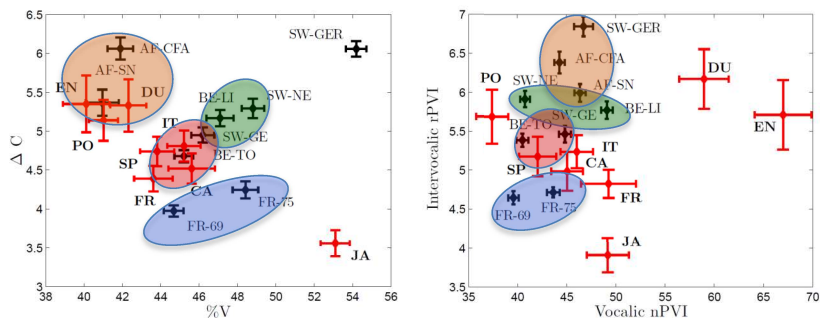 6.5
6
5.5
5
4.5
4
3.5
3
Δ C
38 40 42 44 46 48 50 52 54 56
%V
SW-GER
AF-CFA
AF-SN
EN
DU
PO
BE-LI
SW-NE
IT
SW-GE
SP
BE-TO
FR
CA
FR-75
FR-69
JA
7
6.5
6
5.5
5
4.5
4
3.5
Intervocalic rPVI
35 40 45 50 55 60 65 70
Vocalic nPVI
SW-GER
AF-CFA
DU
PO
SW-NE
AF-SN
BE-LI
SW-GE
EN
BE-TO
SP
CA
FR
FR-69
FR-75
JA